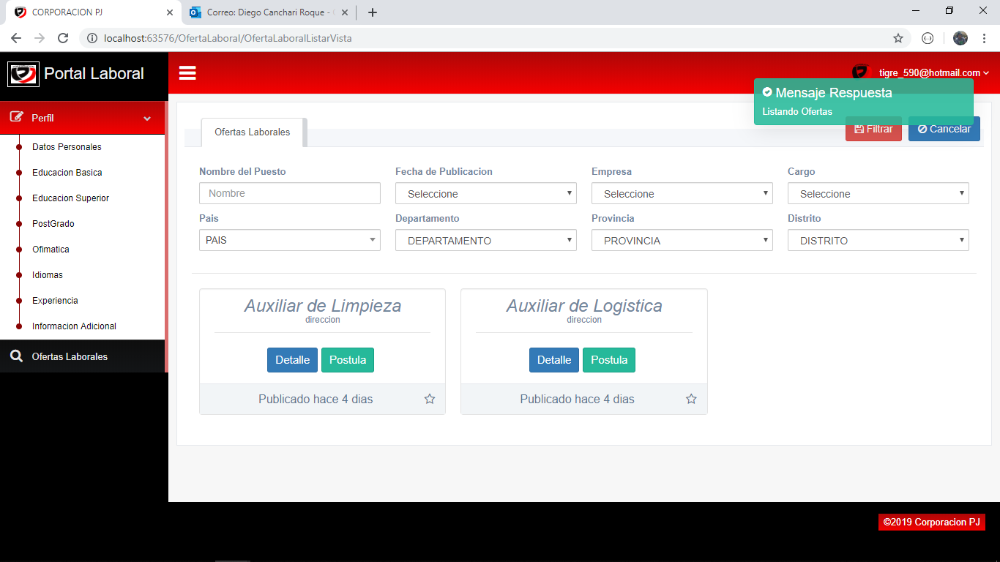 CORPORACION PJ
Correo: Diego Canchari Roque -
localhost:63576/OfertaLaboral/OfertaLaboralListarVista
Portal Laboral
tigre_590@hotmail.com
Mensaje Respuesta
Listando Ofertas
Perfil
Datos Personales
Educacion Basica
Educacion Superior
PostGrado
Ofimatica
Idiomas
Experiencia
Informacion Adicional
Ofertas Laborales
Ofertas Laborales
Filtrar
Cancelar
Nombre del Puesto
Fecha de Publicacion
Empresa
Cargo
Nombre
Seleccione
Seleccione
Seleccione
Pais
Departamento
Provincia
Distrito
PAIS
DEPARTAMENTO
PROVINCIA
DISTRITO
Auxiliar de Limpieza
direccion
Detalle
Postula
Publicado hace 4 dias
Auxiliar de Logistica
direccion
Detalle
Postula
Publicado hace 4 dias
©2019 Corporacion PJ